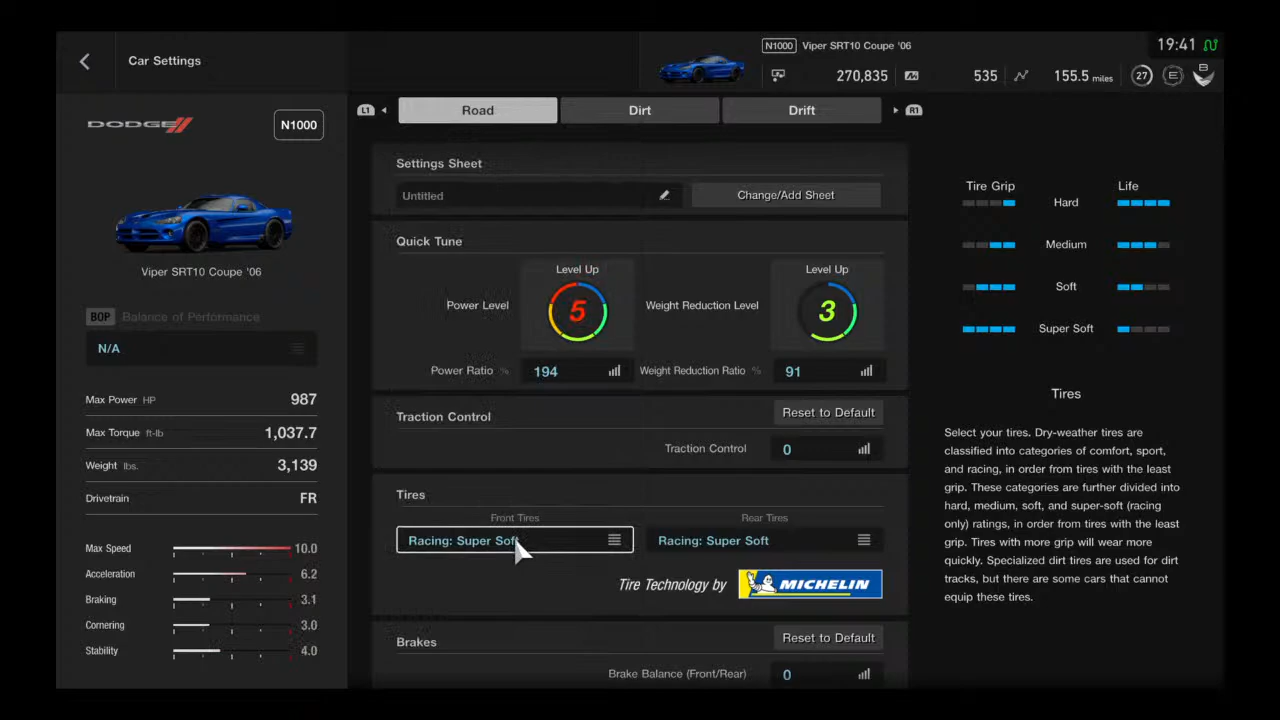 Car Settings
N1000 Viper SRT10 Coupe '06
270,835
535
155.5 miles
27
E
B
19:41
DODGE
N1000
Viper SRT10 Coupe '06
BOP Balance of Performance
N/A
Max Power HP 987
Max Torque ft-lb 1,037.7
Weight lbs. 3,139
Drivetrain FR
Max Speed 10.0
Acceleration 6.2
Braking 3.1
Cornering 3.0
Stability 4.0
L1 Road Dirt Drift R1
Settings Sheet
Untitled Change/Add Sheet
Quick Tune
Level Up Level Up
Power Level 5 Weight Reduction Level 3
Power Ratio % 194 Weight Reduction Ratio % 91
Traction Control Reset to Default
Traction Control 0
Tires
Front Tires Rear Tires
Racing: Super Soft Racing: Super Soft
Tire Technology by MICHELIN
Brakes Reset to Default
Brake Balance (Front/Rear) 0
Tire Grip Life
Hard
Medium
Soft
Super Soft
Tires
Select your tires. Dry-weather tires are
classified into categories of comfort, sport,
and racing, in order from tires with the least
grip. These categories are further divided into
hard, medium, soft, and super-soft (racing
only) ratings, in order from tires with the least
grip. Tires with more grip will wear more
quickly. Specialized dirt tires are used for dirt
tracks, but there are some cars that cannot
equip these tires.